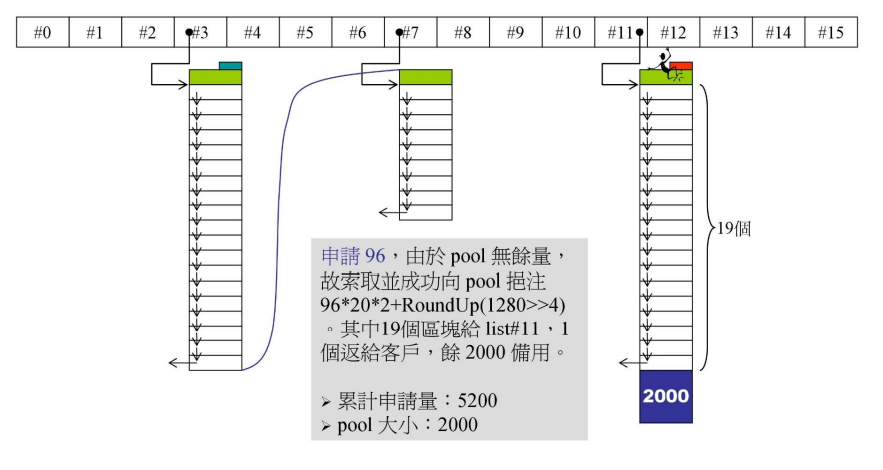 #0 #1 #2 #3 #4 #5 #6 #7 #8 #9 #10 #11 #12 #13 #14 #15
19個
申請 96，由於 pool 無餘量，
故索取並成功向 pool 挹注
96*20*2+RoundUp(1280>>4)
。其中19個區塊給 list#11，1
個返給客戶，餘 2000 備用。
➢ 累計申請量：5200
➢ pool 大小：2000
2000